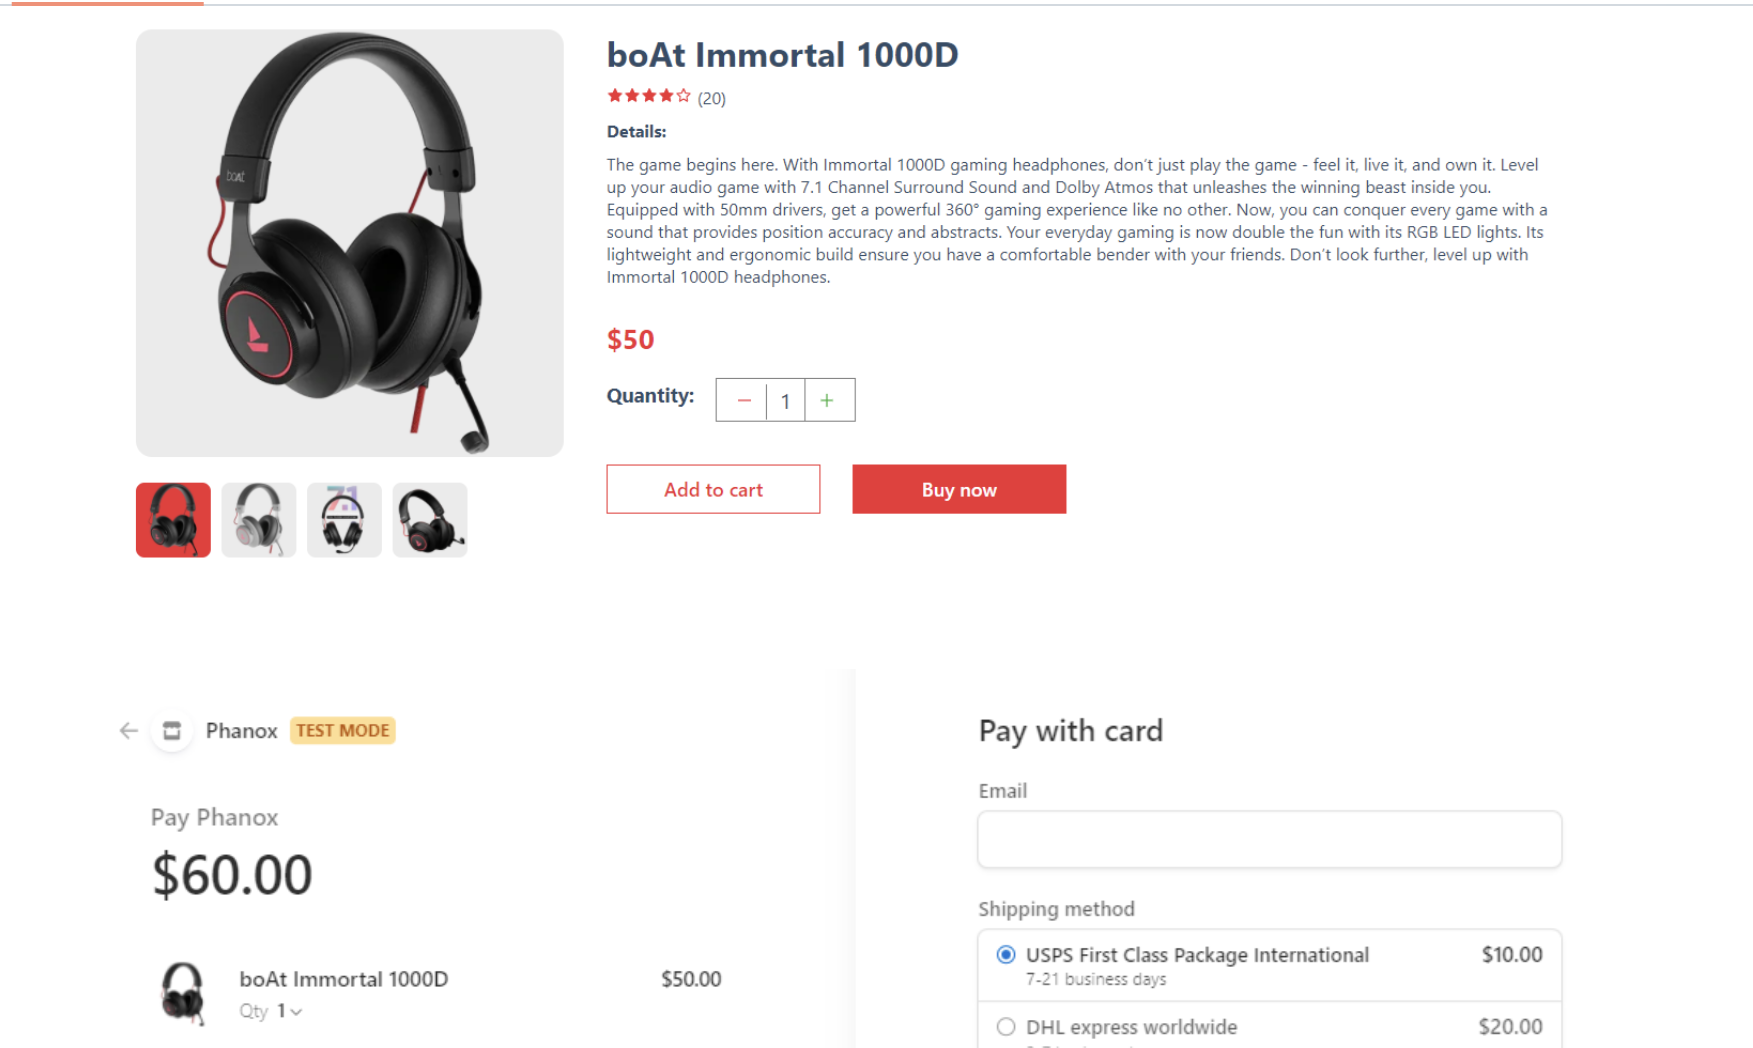 boAt Immortal 1000D
(20)
Details:
The game begins here. With Immortal 1000D gaming headphones, don't just play the game - feel it, live it, and own it. Level
up your audio game with 7.1 Channel Surround Sound and Dolby Atmos that unleashes the winning beast inside you.
Equipped with 50mm drivers, get a powerful 360° gaming experience like no other. Now, you can conquer every game with a
sound that provides position accuracy and abstracts. Your everyday gaming is now double the fun with its RGB LED lights. Its
lightweight and ergonomic build ensure you have a comfortable bender with your friends. Don't look further, level up with
Immortal 1000D headphones.
$50
Quantity: − 1 +
Add to cart Buy now
boAt
7.1
Phanox TEST MODE
Pay Phanox
$60.00
boAt Immortal 1000D $50.00
Qty 1
Pay with card
Email
Shipping method
USPS First Class Package International $10.00
7-21 business days
DHL express worldwide $20.00